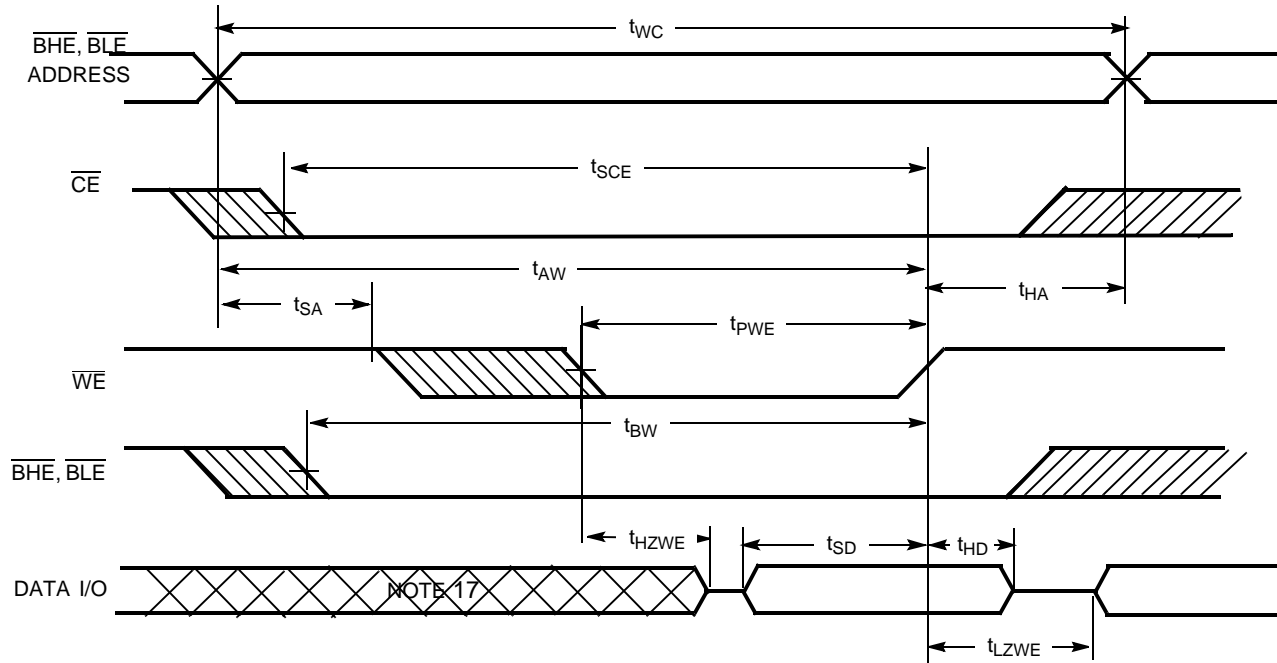 tWC
BHE, BLE
ADDRESS
tSCE
CE
tAW
tSA
tHA
tPWE
WE
tBW
BHE, BLE
tHZWE
tSD
tHD
DATA I/O
NOTE 17
tLZWE